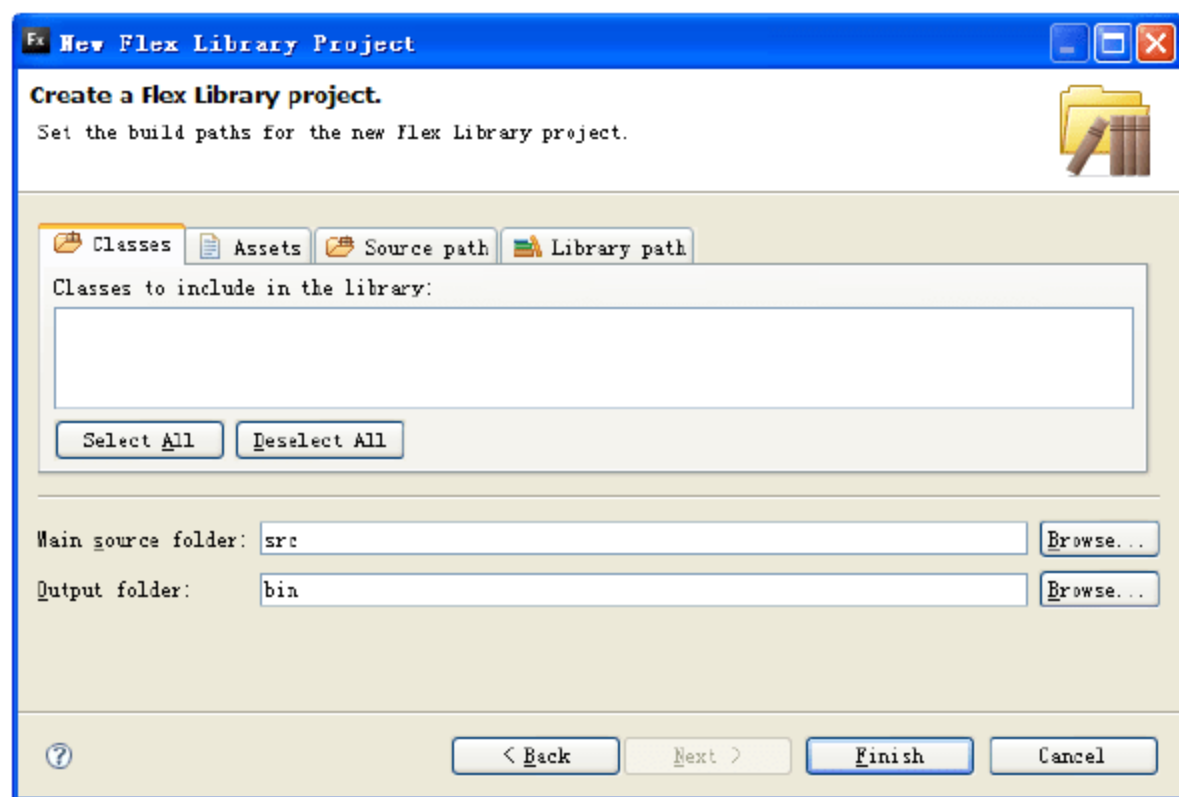 Fx New Flex Library Project
Create a Flex Library project.
Set the build paths for the new Flex Library project.
Classes Assets Source path Library path
Classes to include in the library:
Select All Deselect All
Main source folder: src Browse...
Output folder: bin Browse...
? < Back Next > Finish Cancel